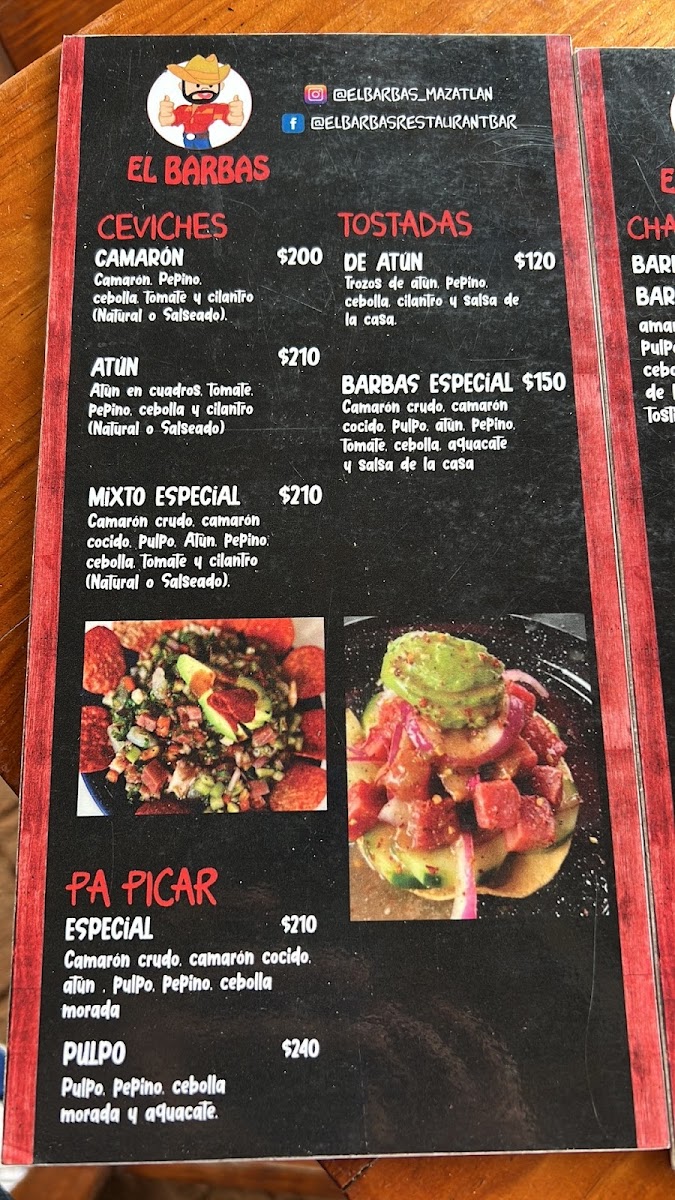 @ELBARBAS_MAZATLAN
@ELBARBASRESTAURANTBAR
EL BARBAS
CEVICHES
CAMARÓN $200
Camarón, Pepino,
cebolla, Tomate y cilantro
(Natural o Salseado).
ATÚN $210
Atún en cuadros, Tomate,
Pepino, cebolla y cilantro
(Natural o Salseado)
MIXTO ESPECIAL $210
Camarón crudo, camarón
cocido, Pulpo, Atún, Pepino,
cebolla, Tomate y cilantro
(Natural o Salseado).
TOSTADAS
DE ATÚN $120
Trozos de atún, Pepino,
cebolla, cilantro y salsa de
la casa.
BARBAS ESPECIAL $150
Camarón crudo, camarón
cocido, Pulpo, atún, Pepino,
Tomate, cebolla, aguacate
y salsa de la casa
PA PICAR
ESPECIAL $210
Camarón crudo, camarón cocido,
atún , Pulpo, Pepino, cebolla
morada
PULPO $240
Pulpo, Pepino, cebolla
morada y aguacate.